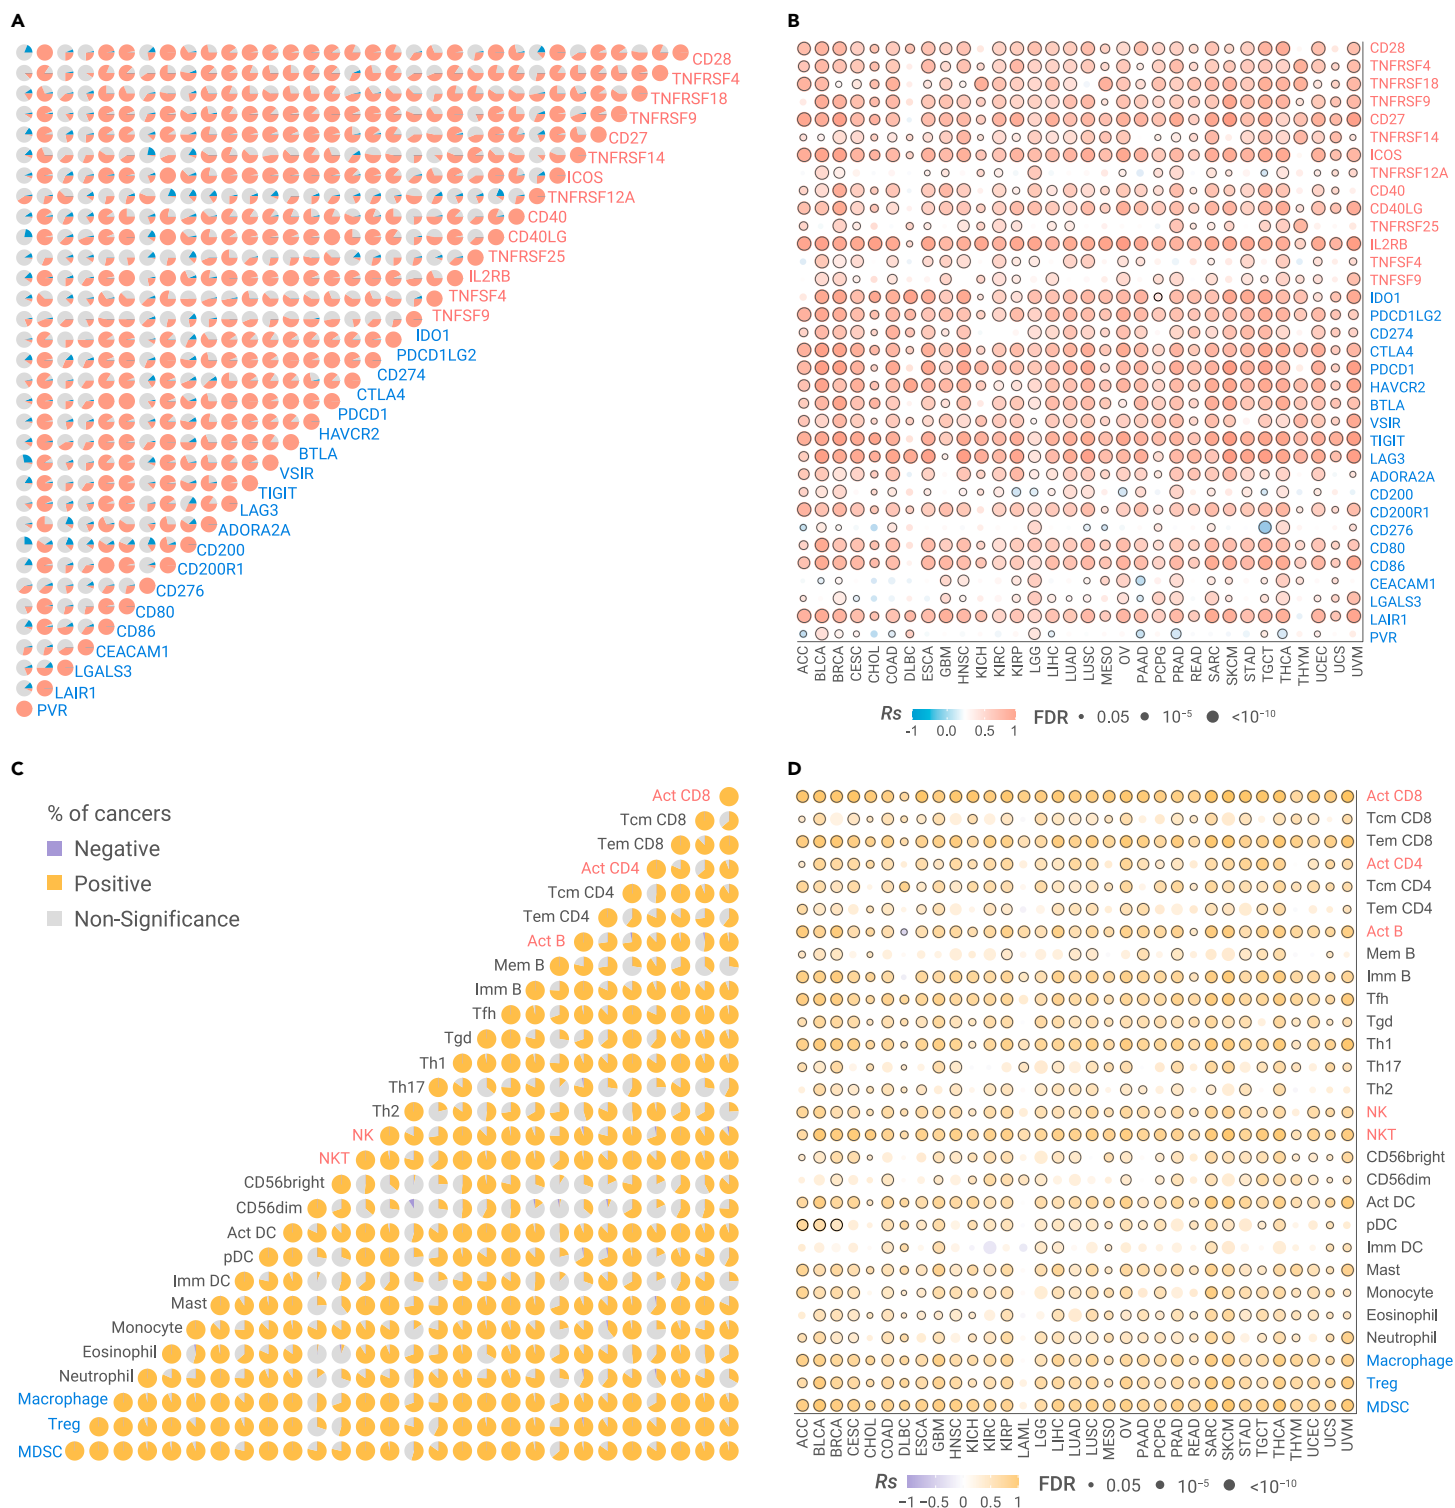 A
CD28
TNFRSF4
TNFRSF18
TNFRSF9
CD27
TNFRSF14
ICOS
TNFRSF12A
CD40
CD40LG
TNFRSF25
IL2RB
TNFSF4
TNFSF9
IDO1
PDCD1LG2
CD274
CTLA4
PDCD1
HAVCR2
BTLA
VSIR
TIGIT
LAG3
ADORA2A
CD200
CD200R1
CD276
CD80
CD86
CEACAM1
LGALS3
LAIR1
PVR
B
CD28
TNFRSF4
TNFRSF18
TNFRSF9
CD27
TNFRSF14
ICOS
TNFRSF12A
CD40
CD40LG
TNFRSF25
IL2RB
TNFSF4
TNFSF9
IDO1
PDCD1LG2
CD274
CTLA4
PDCD1
HAVCR2
BTLA
VSIR
TIGIT
LAG3
ADORA2A
CD200
CD200R1
CD276
CD80
CD86
CEACAM1
LGALS3
LAIR1
PVR
ACC BLCA BRCA CESC CHOL COAD DLBC ESCA GBM HNSC KICH KIRC KIRP LGG LIHC LUAD LUSC MESO OV PAAD PCPG PRAD READ SARC SKCM STAD TGCT THCA THYM UCEC UCS UVM
Rs -1 0.0 0.5 1 FDR 0.05 10⁻⁵ <10⁻¹⁰
C
% of cancers
Negative
Positive
Non-Significance
Act CD8
Tcm CD8
Tem CD8
Act CD4
Tcm CD4
Tem CD4
Act B
Mem B
Imm B
Tfh
Tgd
Th1
Th17
Th2
NK
NKT
CD56bright
CD56dim
Act DC
pDC
Imm DC
Mast
Monocyte
Eosinophil
Neutrophil
Macrophage
Treg
MDSC
D
Act CD8
Tcm CD8
Tem CD8
Act CD4
Tcm CD4
Tem CD4
Act B
Mem B
Imm B
Tfh
Tgd
Th1
Th17
Th2
NK
NKT
CD56bright
CD56dim
Act DC
pDC
Imm DC
Mast
Monocyte
Eosinophil
Neutrophil
Macrophage
Treg
MDSC
ACC BLCA BRCA CESC CHOL COAD DLBC ESCA GBM HNSC KICH KIRC KIRP LAML LGG LIHC LUAD LUSC MESO OV PAAD PCPG PRAD READ SARC SKCM STAD TGCT THCA THYM UCEC UCS UVM
Rs −1 −0.5 0 0.5 1 FDR 0.05 10⁻⁵ <10⁻¹⁰